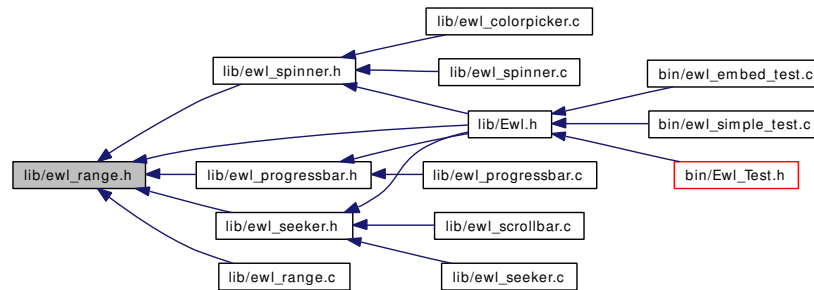 lib/ewl_colorpicker.c
lib/ewl_spinner.h
lib/ewl_spinner.c
bin/ewl_embed_test.c
lib/Ewl.h
bin/ewl_simple_test.c
lib/ewl_range.h
lib/ewl_progressbar.h
lib/ewl_progressbar.c
bin/Ewl_Test.h
lib/ewl_seeker.h
lib/ewl_scrollbar.c
lib/ewl_range.c
lib/ewl_seeker.c